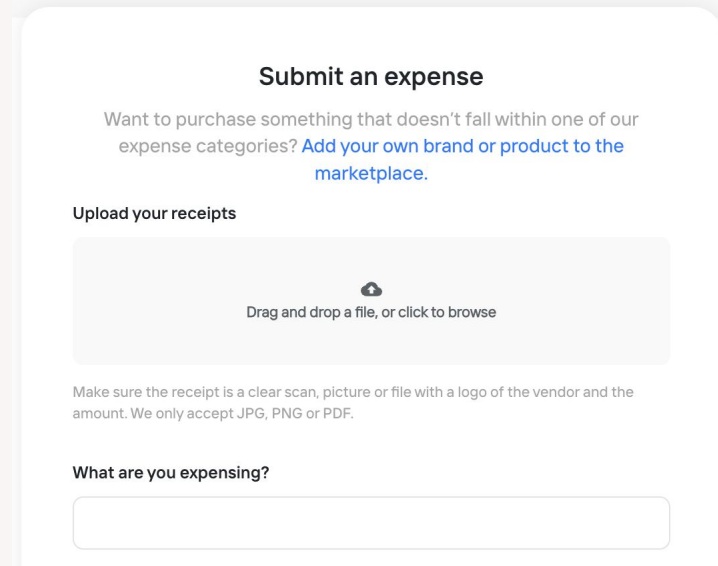 Submit an expense
Want to purchase something that doesn't fall within one of our
expense categories? Add your own brand or product to the
marketplace.
Upload your receipts
Drag and drop a file, or click to browse
Make sure the receipt is a clear scan, picture or file with a logo of the vendor and the
amount. We only accept JPG, PNG or PDF.
What are you expensing?